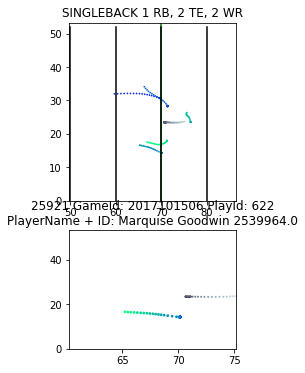 SINGLEBACK 1 RB, 2 TE, 2 WR
50
40
30
20
10
0
50 60 70 80
25921 GameId: 2017101506 PlayId: 622
PlayerName + ID: Marquise Goodwin 2539964.0
40
20
0
65 70 75